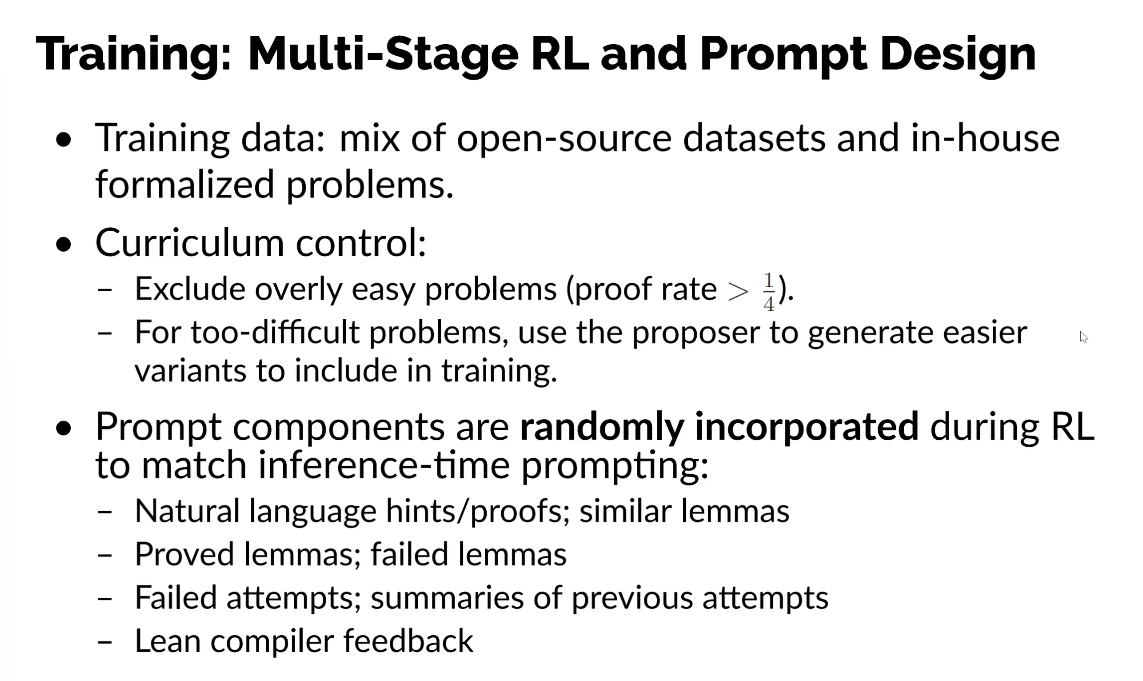 Training: Multi-Stage RL and Prompt Design
• Training data: mix of open-source datasets and in-house
formalized problems.
• Curriculum control:
– Exclude overly easy problems (proof rate > 1/4).
– For too-difficult problems, use the proposer to generate easier
variants to include in training.
• Prompt components are randomly incorporated during RL
to match inference-time prompting:
– Natural language hints/proofs; similar lemmas
– Proved lemmas; failed lemmas
– Failed attempts; summaries of previous attempts
– Lean compiler feedback